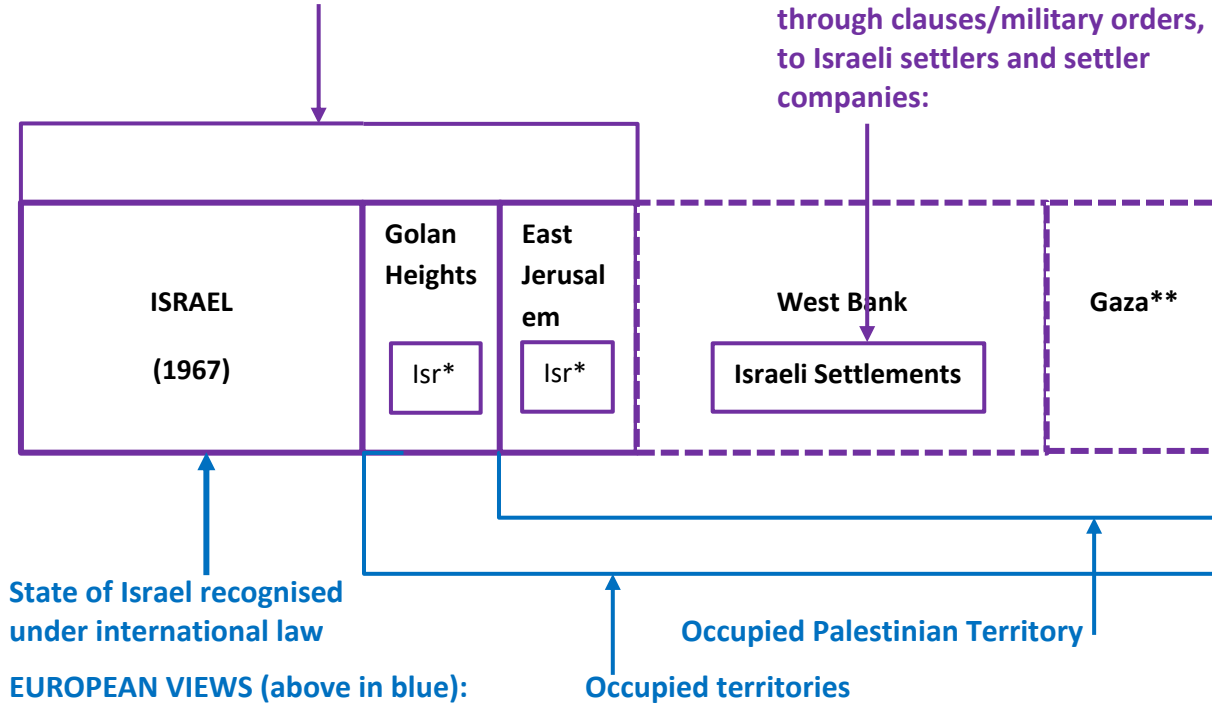 through clauses/military orders,
to Israeli settlers and settler
companies:
Golan
Heights
East
Jerusal
em
ISRAEL
(1967)
West Bank
Gaza**
Isr*
Isr*
Israeli Settlements
State of Israel recognised
under international law
Occupied Palestinian Territory
EUROPEAN VIEWS (above in blue):
Occupied territories